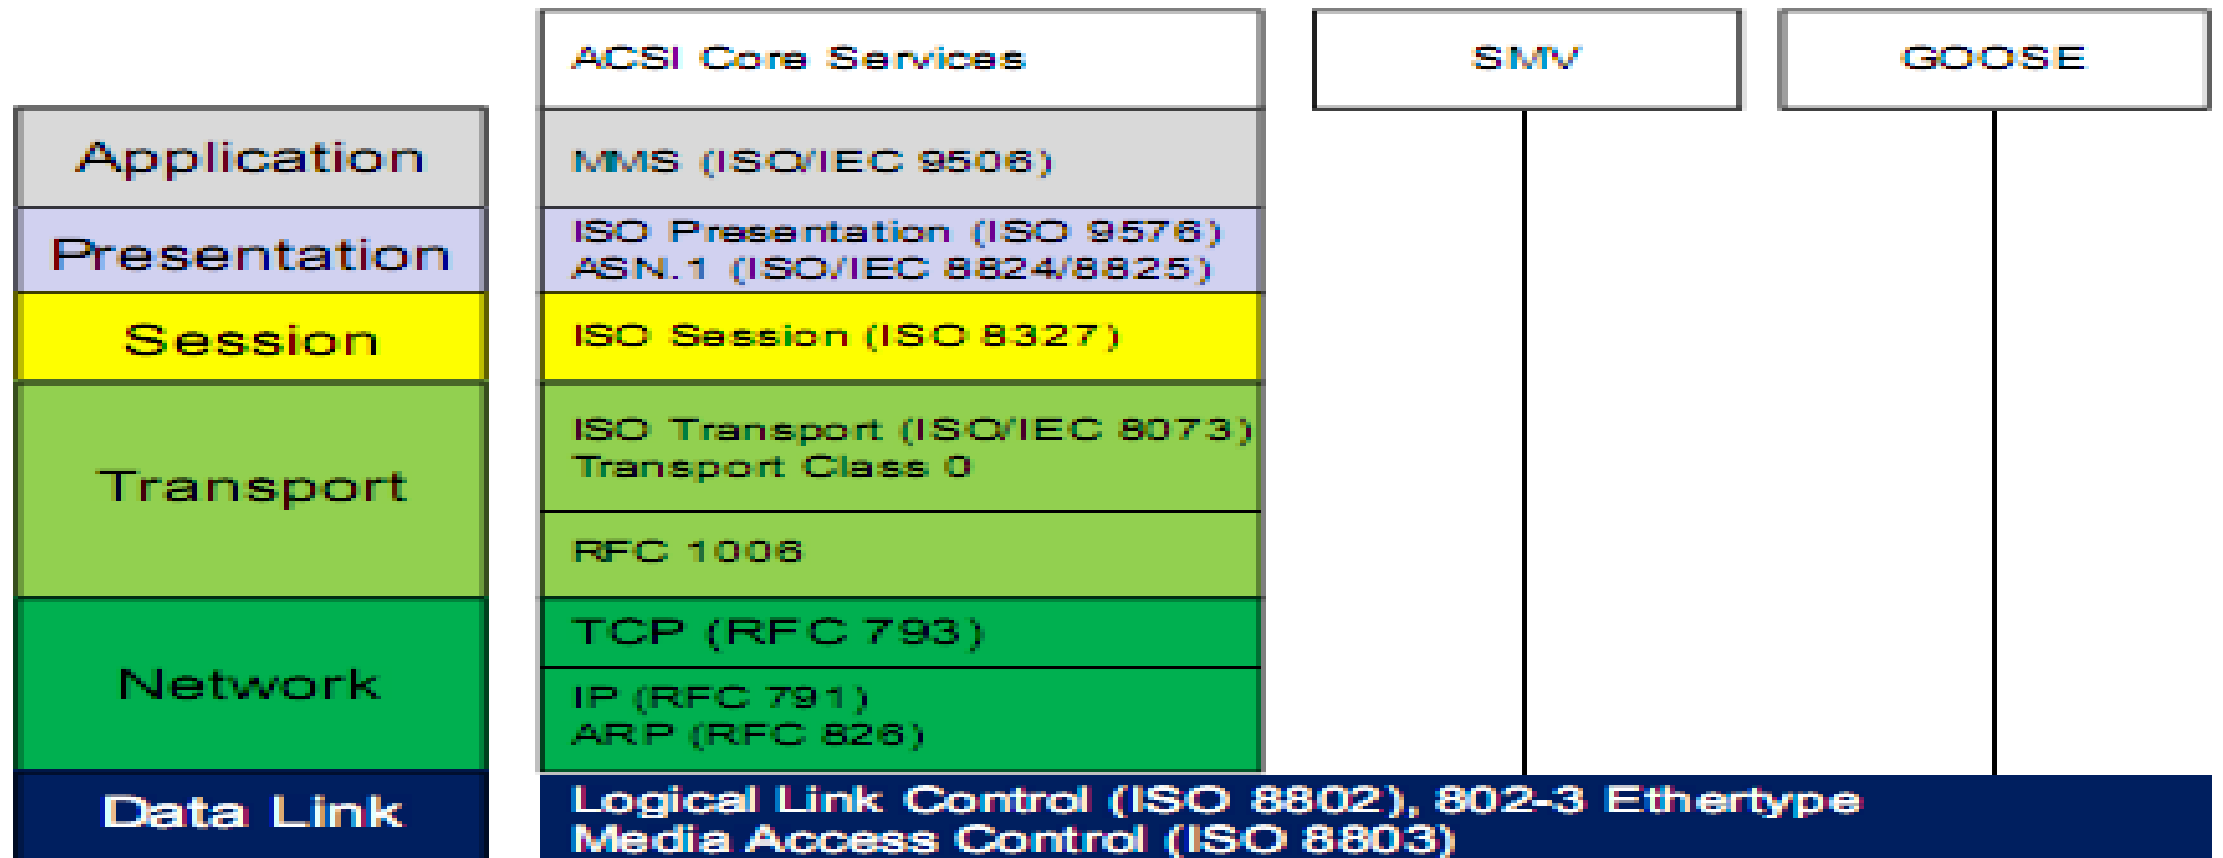 ACSI Core Services
SMV
GOOSE
Application
MMS (ISO/IEC 9506)
Presentation
ISO Presentation (ISO 9576)
ASN.1 (ISO/IEC 8824/8825)
Session
ISO Session (ISO 8327)
Transport
ISO Transport (ISO/IEC 8073)
Transport Class 0
RFC 1006
Network
TCP (RFC 793)
IP (RFC 791)
ARP (RFC 826)
Data Link
Logical Link Control (ISO 8802), 802-3 Ethertype
Media Access Control (ISO 8803)